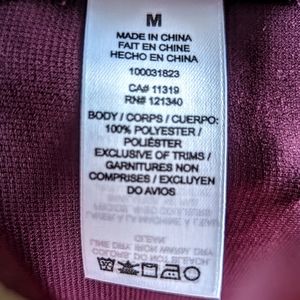 M
MADE IN CHINA
FAIT EN CHINE
HECHO EN CHINA
100031823
CA# 11319
RN# 121340
BODY / CORPS / CUERPO:
100% POLYESTER /
POLIÉSTER
EXCLUSIVE OF TRIMS /
GARNITURES NON
COMPRISES / EXCLUYEN
DO AVIOS